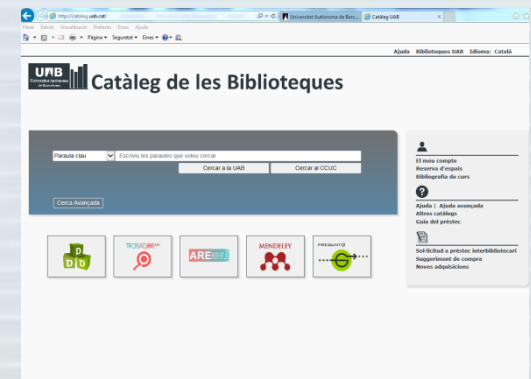 http://cataleg.uab.cat/
Universitat Autònoma de Barc...
Catàleg UAB
Fitxer Edició Visualització Preferits Eines Ajuda
Pàgina Seguretat Eines
Ajuda Biblioteques UAB Idioma: Català
UAB
Universitat Autònoma
de Barcelona
Catàleg de les Biblioteques
Paraula clau
Escriviu les paraules que voleu cercar
Cercar a la UAB
Cercar al CCUC
Cerca Avançada
El meu compte
Reserva d'espais
Bibliografia de curs
Ajuda | Ajuda avançada
Altres catàlegs
Guia del préstec
Sol·licitud a préstec interbibliotecari
Suggeriment de compra
Noves adquisicions
D
D D
MENDELEY
PREGUNT@
ARE